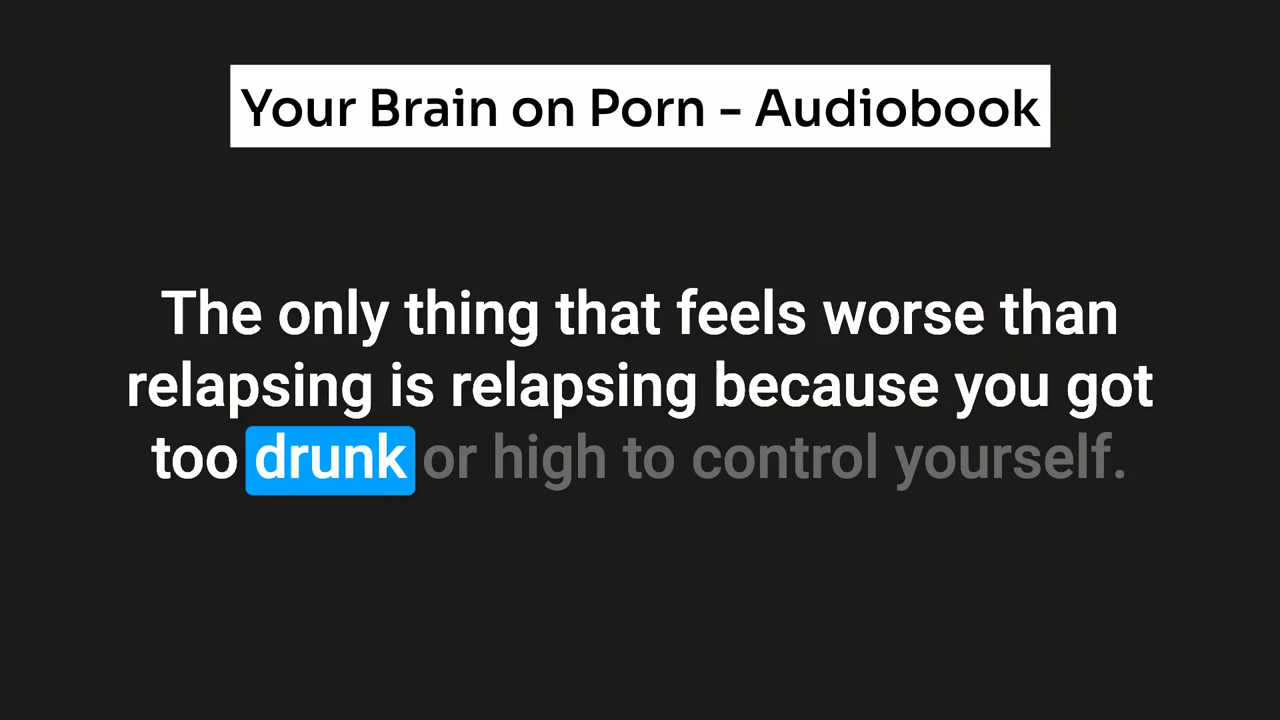 Your Brain on Porn - Audiobook
The only thing that feels worse than
relapsing is relapsing because you got
too drunk or high to control yourself.